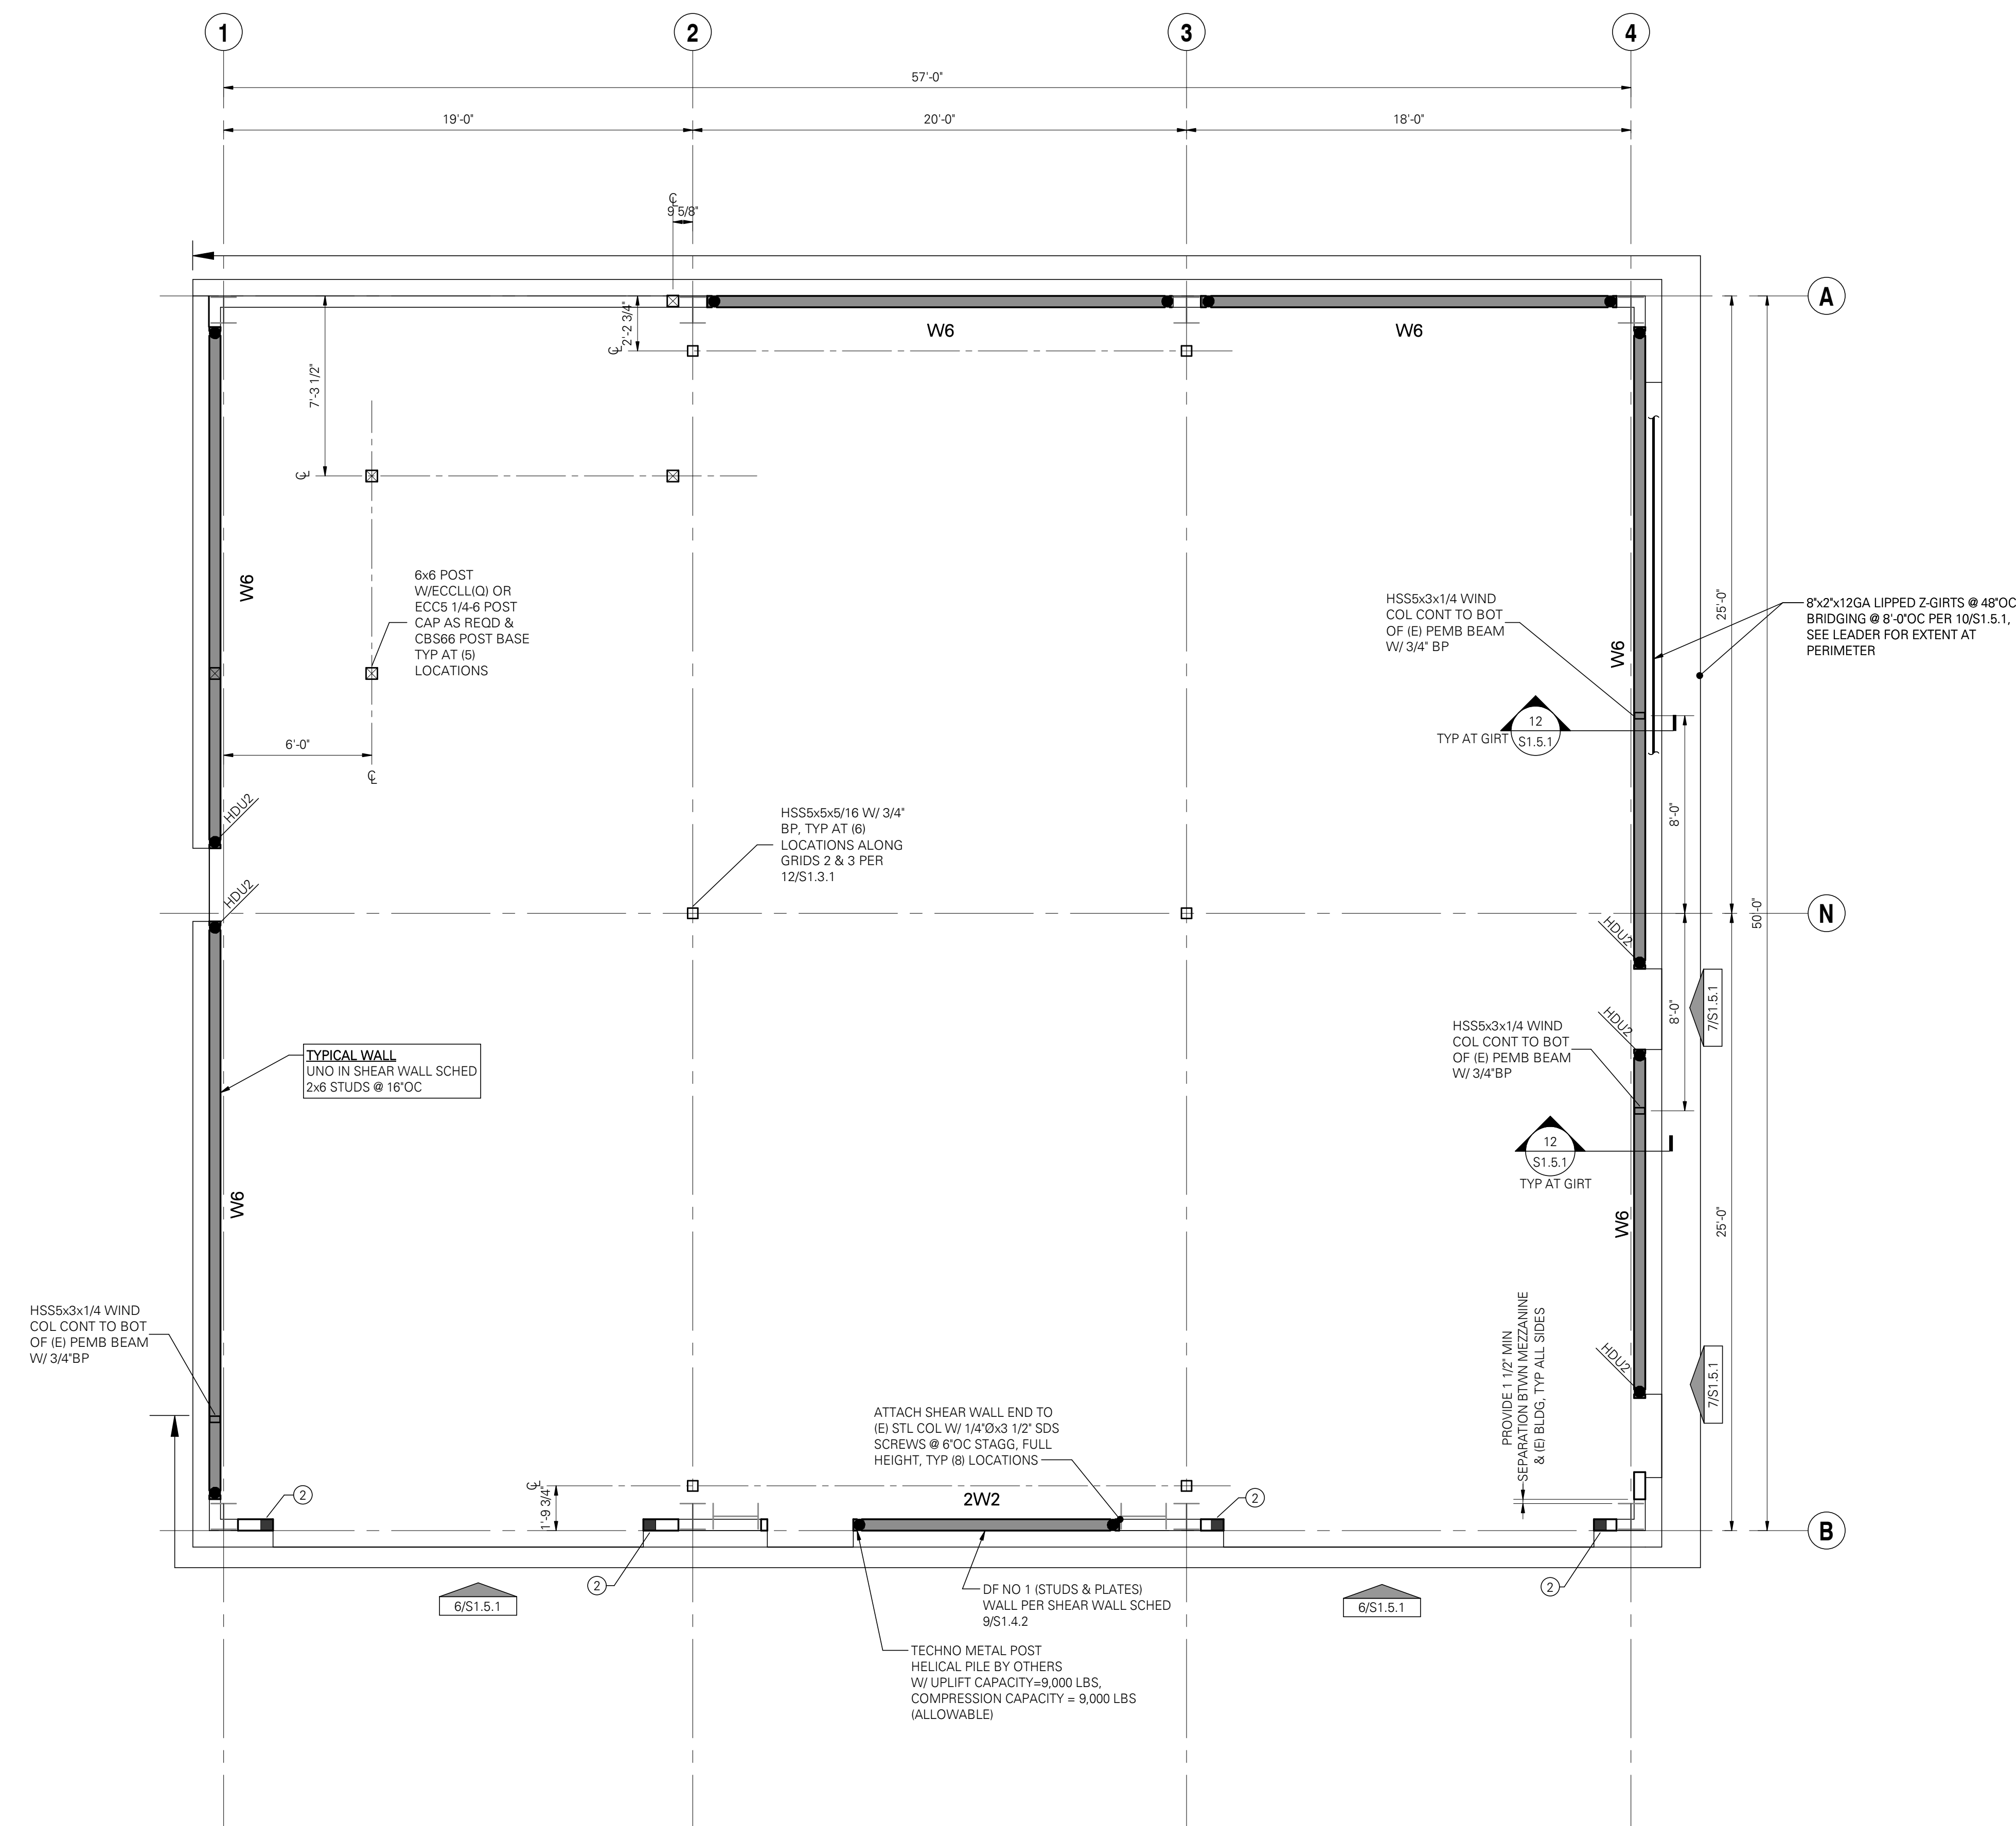 1
2
3
4
57'-0"
19'-0"
20'-0"
18'-0"
℄
9 5/8"
A
W6
W6
2'-2 3/4"
℄
7'-3 1/2"
℄
W6
6x6 POST
W/ECCLL(Q) OR
ECC5 1/4-6 POST
CAP AS REQD &
CBS66 POST BASE
TYP AT (5)
LOCATIONS
HSS5x3x1/4 WIND
COL CONT TO BOT
OF (E) PEMB BEAM
W/ 3/4" BP
W6
25'-0"
8"x2"x12GA LIPPED Z-GIRTS @ 48"OC
BRIDGING @ 8'-0"OC PER 10/S1.5.1,
SEE LEADER FOR EXTENT AT
PERIMETER
12
S1.5.1
TYP AT GIRT
6'-0"
℄
HDU2
HSS5x5x5/16 W/ 3/4"
BP, TYP AT (6)
LOCATIONS ALONG
GRIDS 2 & 3 PER
12/S1.3.1
8'-0"
HDU2
N
50'-0"
HDU2
8'-0"
7/S1.5.1
HDU2
HSS5x3x1/4 WIND
COL CONT TO BOT
OF (E) PEMB BEAM
W/ 3/4"BP
TYPICAL WALL
UNO IN SHEAR WALL SCHED
2x6 STUDS @ 16"OC
12
S1.5.1
TYP AT GIRT
W6
W6
25'-0"
HSS5x3x1/4 WIND
COL CONT TO BOT
OF (E) PEMB BEAM
W/ 3/4"BP
PROVIDE 1 1/2" MIN
SEPARATION BTWN MEZZANINE
& (E) BLDG, TYP ALL SIDES
HDU2
7/S1.5.1
ATTACH SHEAR WALL END TO
(E) STL COL W/ 1/4"Øx3 1/2" SDS
SCREWS @ 6"OC STAGG, FULL
HEIGHT, TYP (8) LOCATIONS
℄
1'-9 3/4"
2W2
2
2
B
2
2
6/S1.5.1
6/S1.5.1
DF NO 1 (STUDS & PLATES)
WALL PER SHEAR WALL SCHED
9/S1.4.2
TECHNO METAL POST
HELICAL PILE BY OTHERS
W/ UPLIFT CAPACITY=9,000 LBS,
COMPRESSION CAPACITY = 9,000 LBS
(ALLOWABLE)